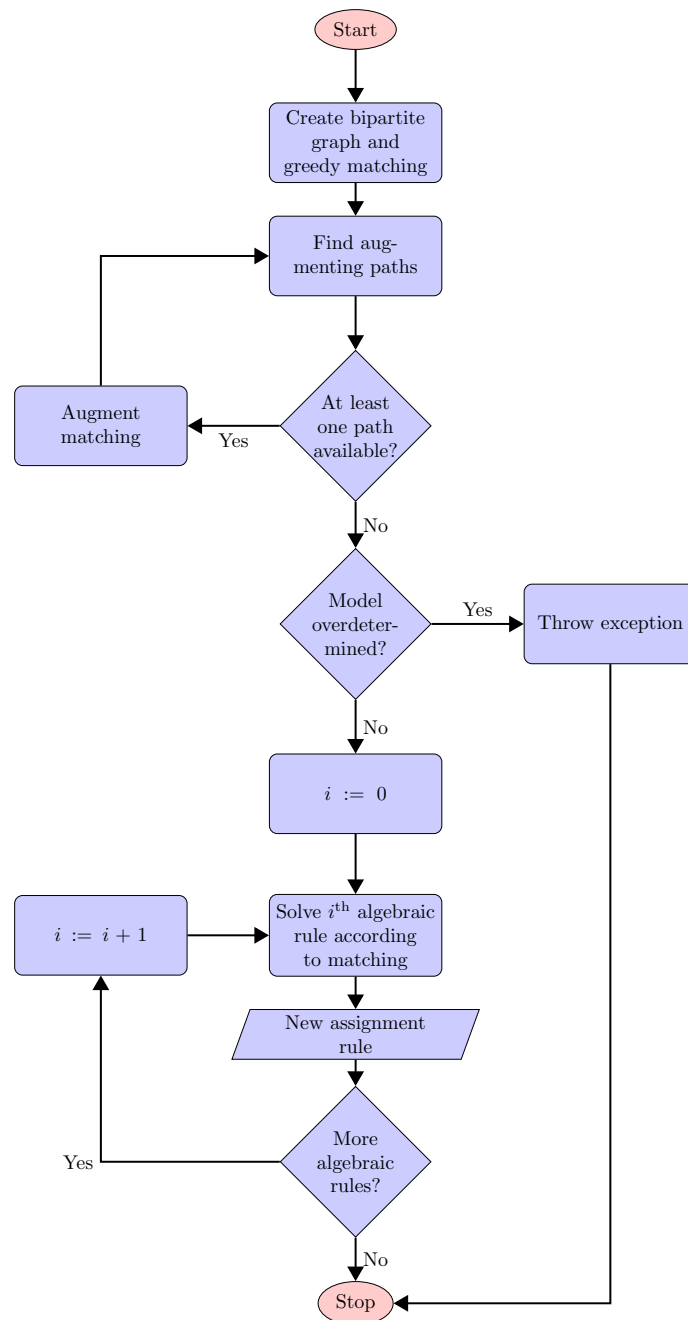 Start
Create bipartite
graph and
greedy matching
Find aug-
menting paths
At least
one path
available?
Yes
Augment
matching
No
Model
overdeter-
mined?
Yes
Throw exception
No
i := 0
Solve iᵗʰ algebraic
rule according
to matching
i := i + 1
New assignment
rule
More
algebraic
rules?
Yes
No
Stop